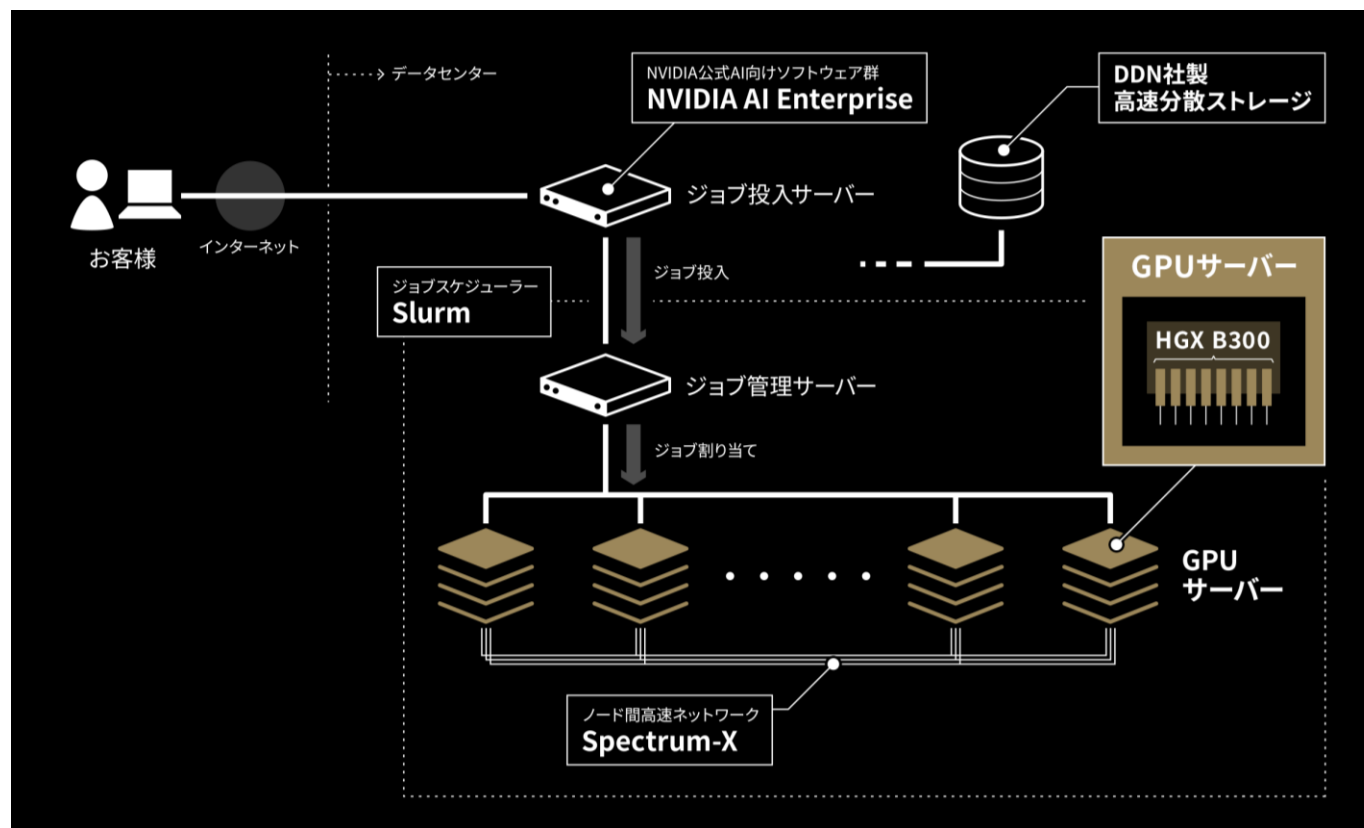 データセンター
NVIDIA公式AI向けソフトウェア群
NVIDIA AI Enterprise
DDN社製
高速分散ストレージ
ジョブ投入サーバー
お客様
インターネット
ジョブ投入
ジョブスケジューラー
Slurm
GPUサーバー
HGX B300
ジョブ管理サーバー
ジョブ割り当て
GPU
サーバー
ノード間高速ネットワーク
Spectrum-X